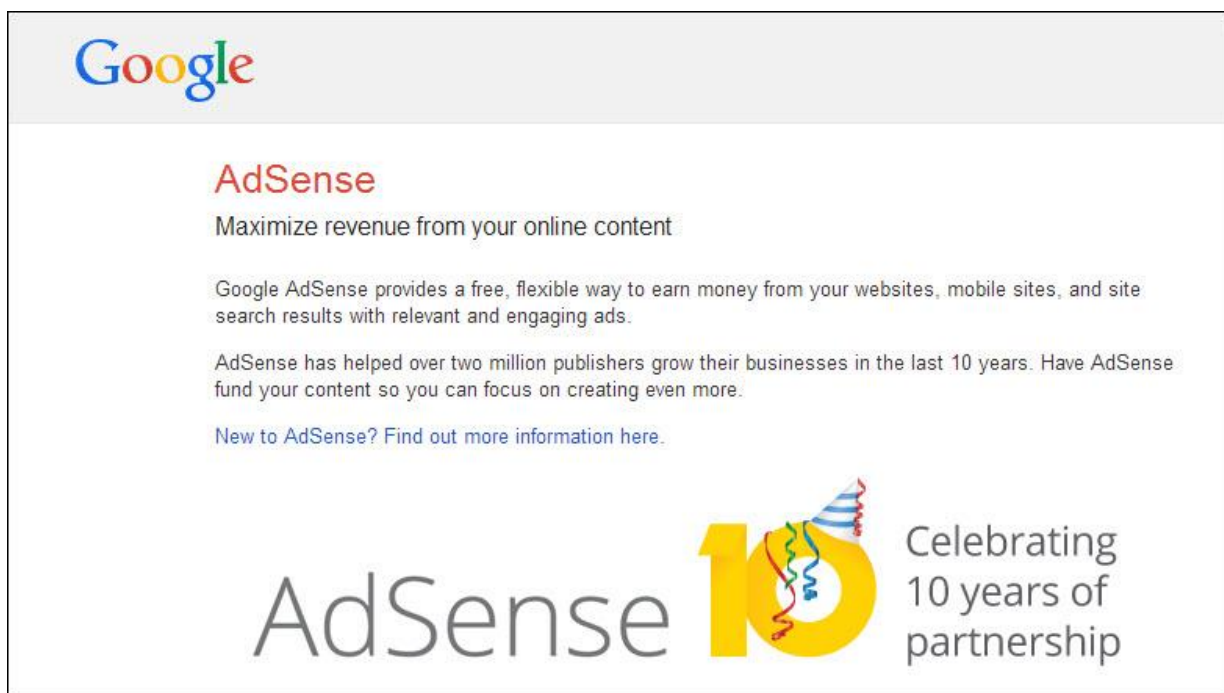 Google
AdSense
Maximize revenue from your online content
Google AdSense provides a free, flexible way to earn money from your websites, mobile sites, and site
search results with relevant and engaging ads.
AdSense has helped over two million publishers grow their businesses in the last 10 years. Have AdSense
fund your content so you can focus on creating even more.
New to AdSense? Find out more information here.
AdSense 10
Celebrating
10 years of
partnership